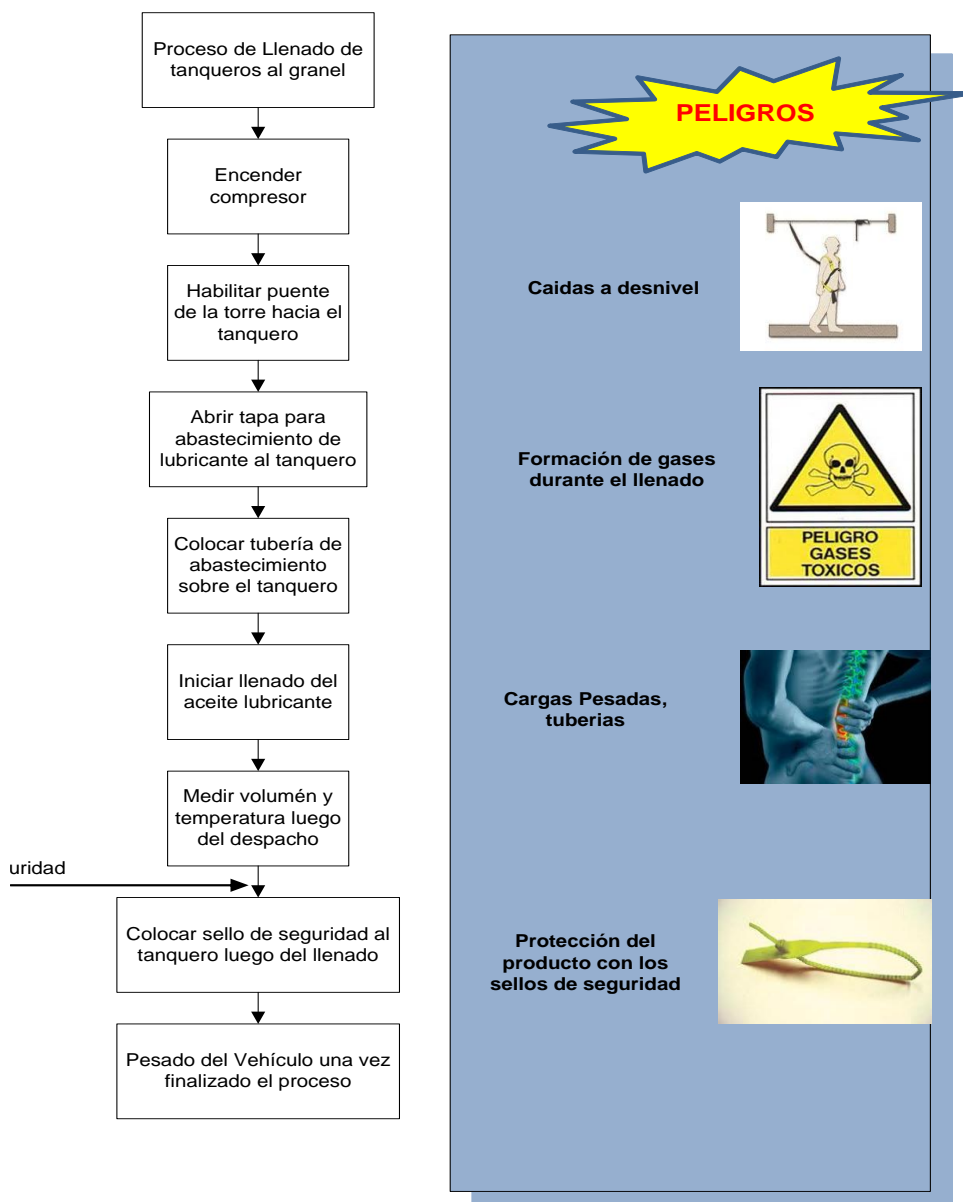 Proceso de Llenado de
tanqueros al granel
Encender
compresor
Habilitar puente
de la torre hacia el
tanquero
Abrir tapa para
abastecimiento de
lubricante al tanquero
Colocar tubería de
abastecimiento
sobre el tanquero
Iniciar llenado del
aceite lubricante
Medir volumén y
temperatura luego
del despacho
uridad
Colocar sello de seguridad al
tanquero luego del llenado
Pesado del Vehículo una vez
finalizado el proceso
PELIGROS
Caidas a desnivel
Formación de gases
durante el llenado
PELIGRO
GASES
TOXICOS
Cargas Pesadas,
tuberias
Protección del
producto con los
sellos de seguridad